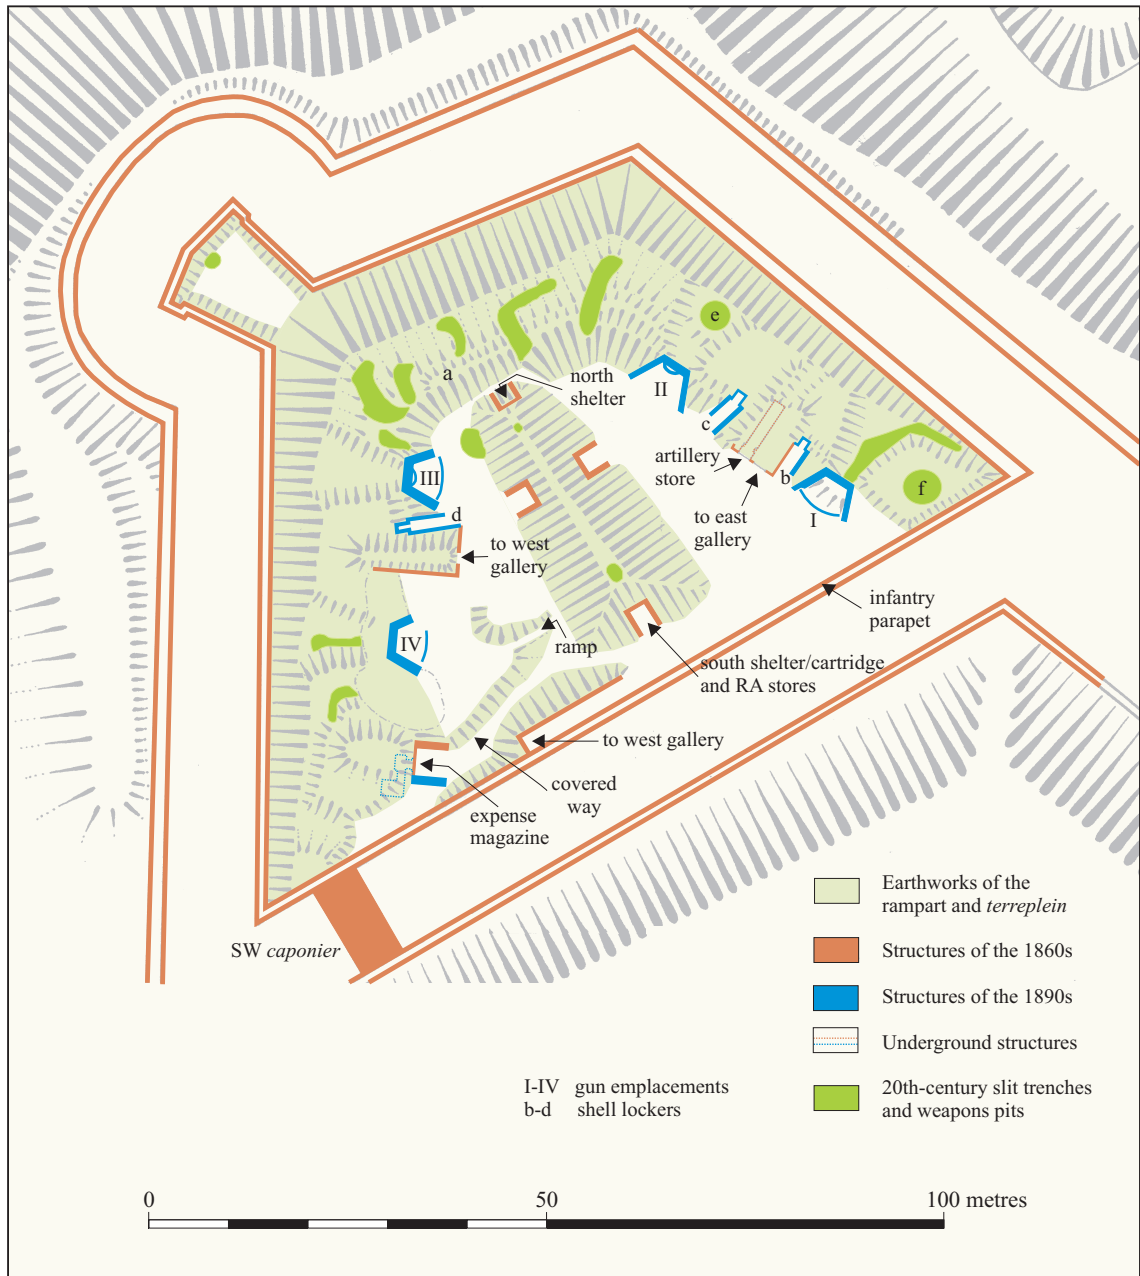 e
a
north
shelter
II
c
artillery
store
b
f
III
d
I
to east
gallery
to west
gallery
infantry
parapet
IV
ramp
south shelter/cartridge
and RA stores
to west gallery
covered
way
expense
magazine
SW caponier
Earthworks of the
rampart and terreplein
Structures of the 1860s
Structures of the 1890s
Underground structures
20th-century slit trenches
and weapons pits
I-IV gun emplacements
b-d shell lockers
0 50 100 metres